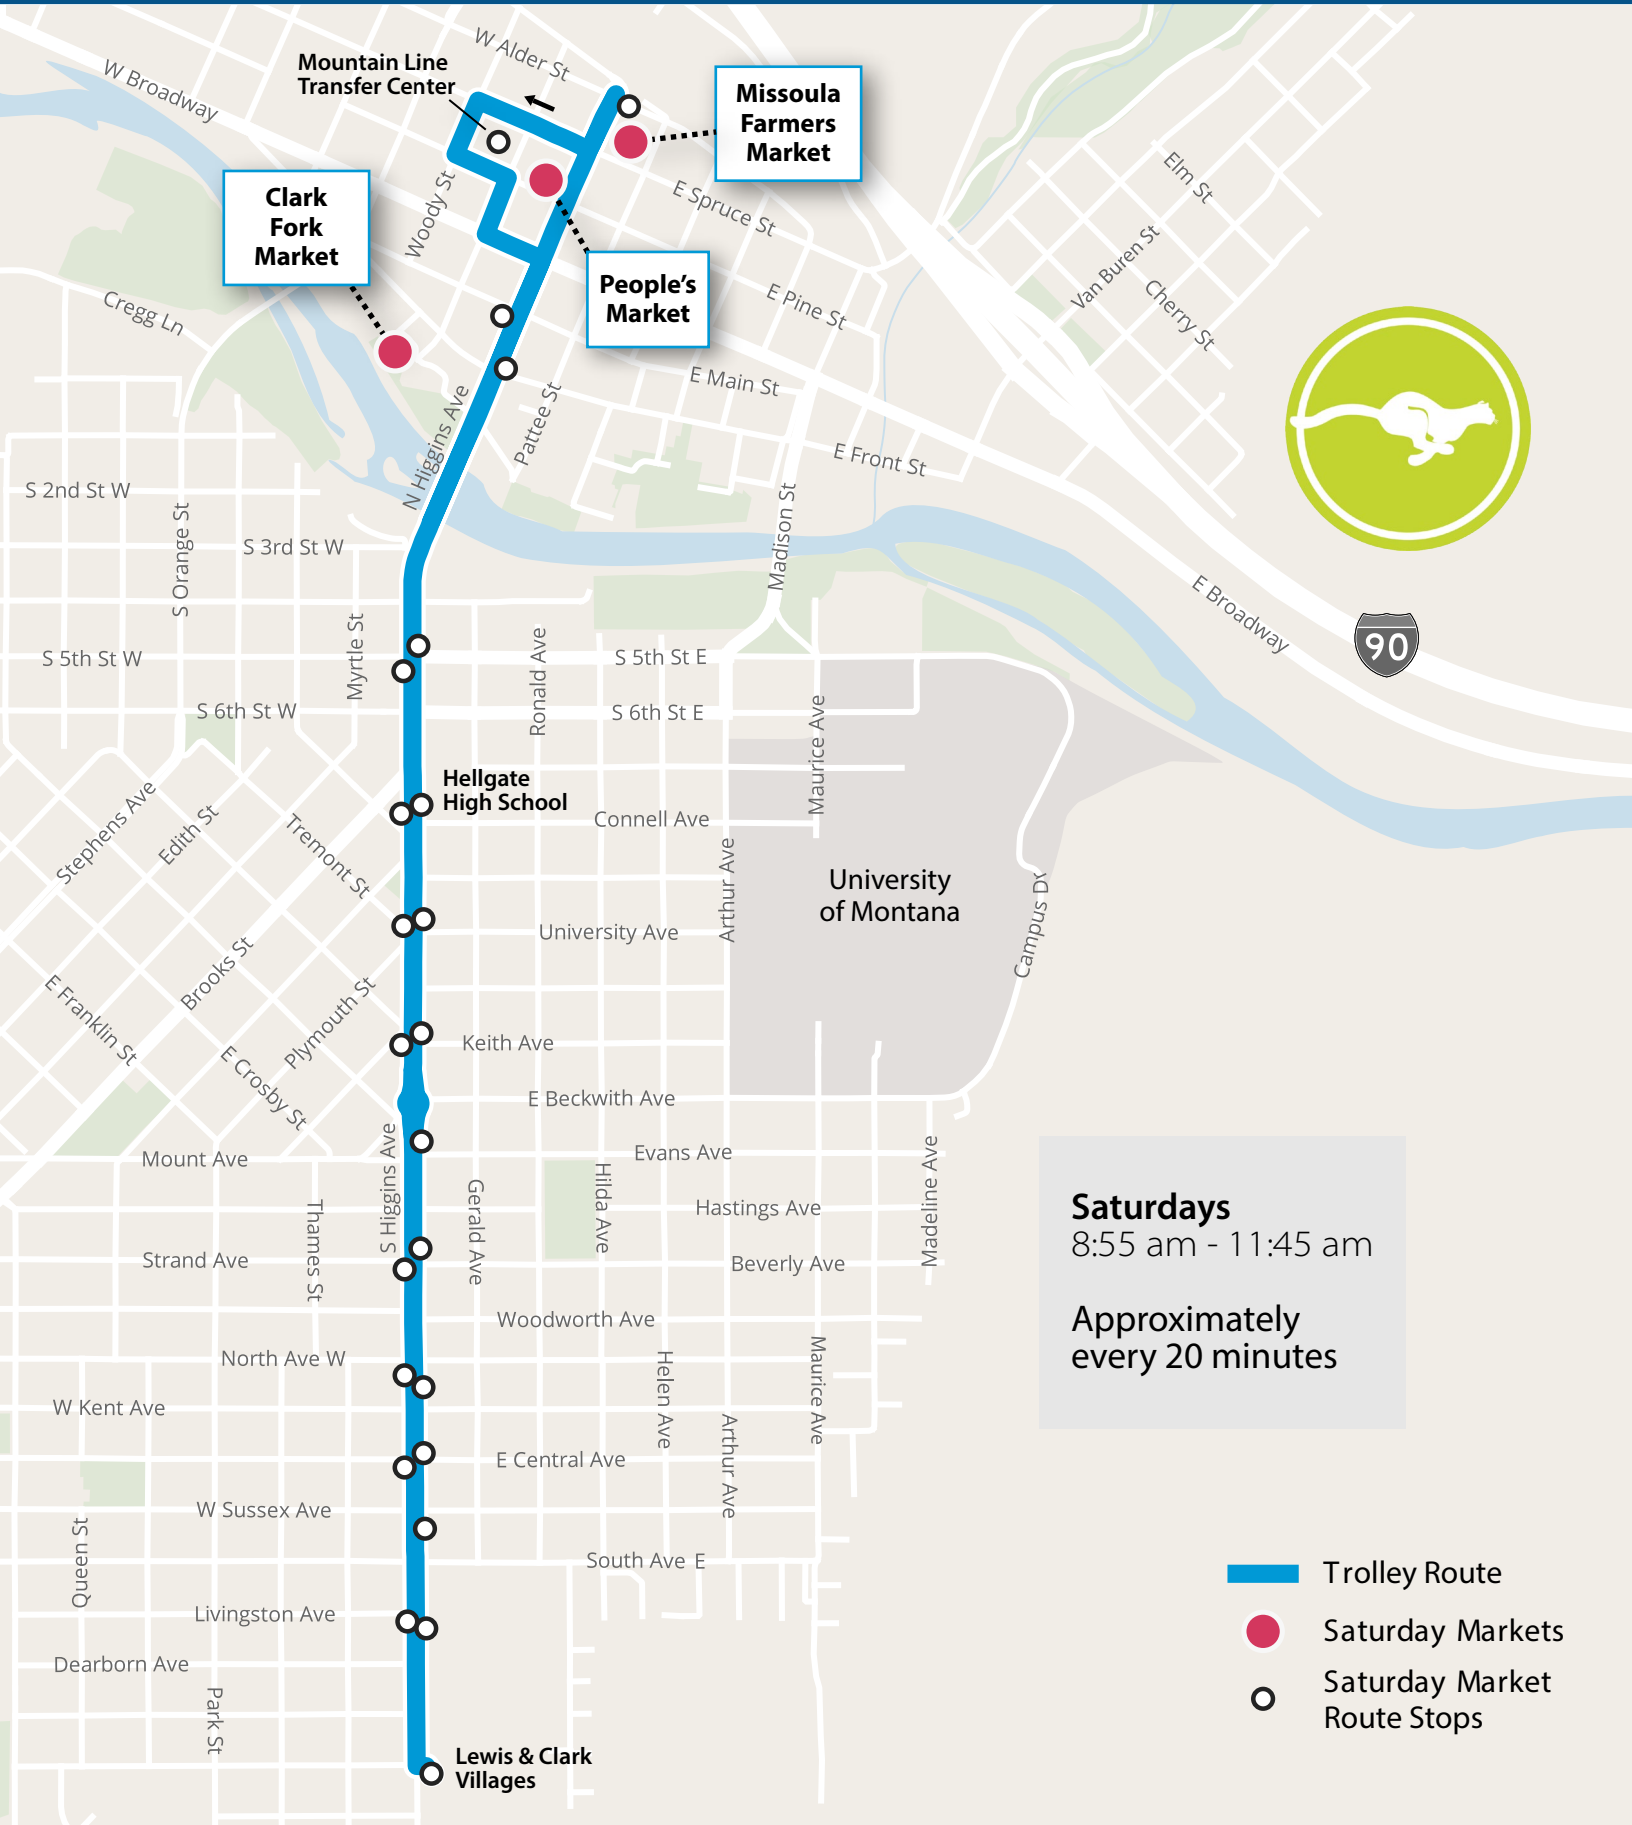 W Alder St
Mountain Line
Transfer Center
W Broadway
Missoula
Farmers
Market
Clark
Fork
Market
Woody St
E Spruce St
Elm St
Van Buren St
Cherry St
People's
Market
E Pine St
Cregg Ln
E Main St
N Higgins Ave
Pattee St
E Front St
S 2nd St W
S Orange St
S 3rd St W
Madison St
E Broadway
90
Myrtle St
S 5th St W
Ronald Ave
S 5th St E
S 6th St W
S 6th St E
Maurice Ave
Hellgate
High School
Stephens Ave
Edith St
Tremont St
Connell Ave
Arthur Ave
University
of Montana
Campus Dr
University Ave
Brooks St
E Franklin St
Plymouth St
E Crosby St
Keith Ave
E Beckwith Ave
Mount Ave
S Higgins Ave
Evans Ave
Madeline Ave
Thames St
Gerald Ave
Hilda Ave
Hastings Ave
Strand Ave
Beverly Ave
Saturdays
8:55 am - 11:45 am
Approximately
every 20 minutes
Woodworth Ave
North Ave W
Helen Ave
Maurice Ave
W Kent Ave
Arthur Ave
E Central Ave
W Sussex Ave
Queen St
South Ave E
Livingston Ave
Dearborn Ave
Park St
Lewis & Clark
Villages
Trolley Route
Saturday Markets
Saturday Market
Route Stops